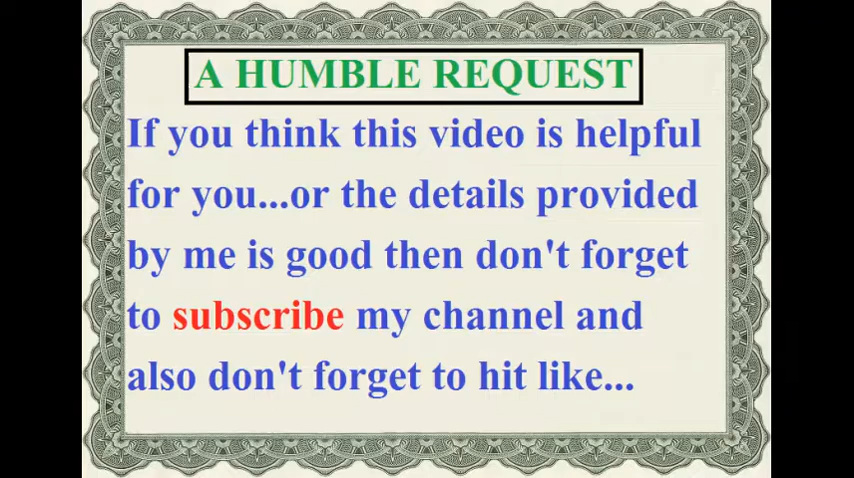 A HUMBLE REQUEST
If you think this video is helpful
for you...or the details provided
by me is good then don't forget
to subscribe my channel and
also don't forget to hit like...